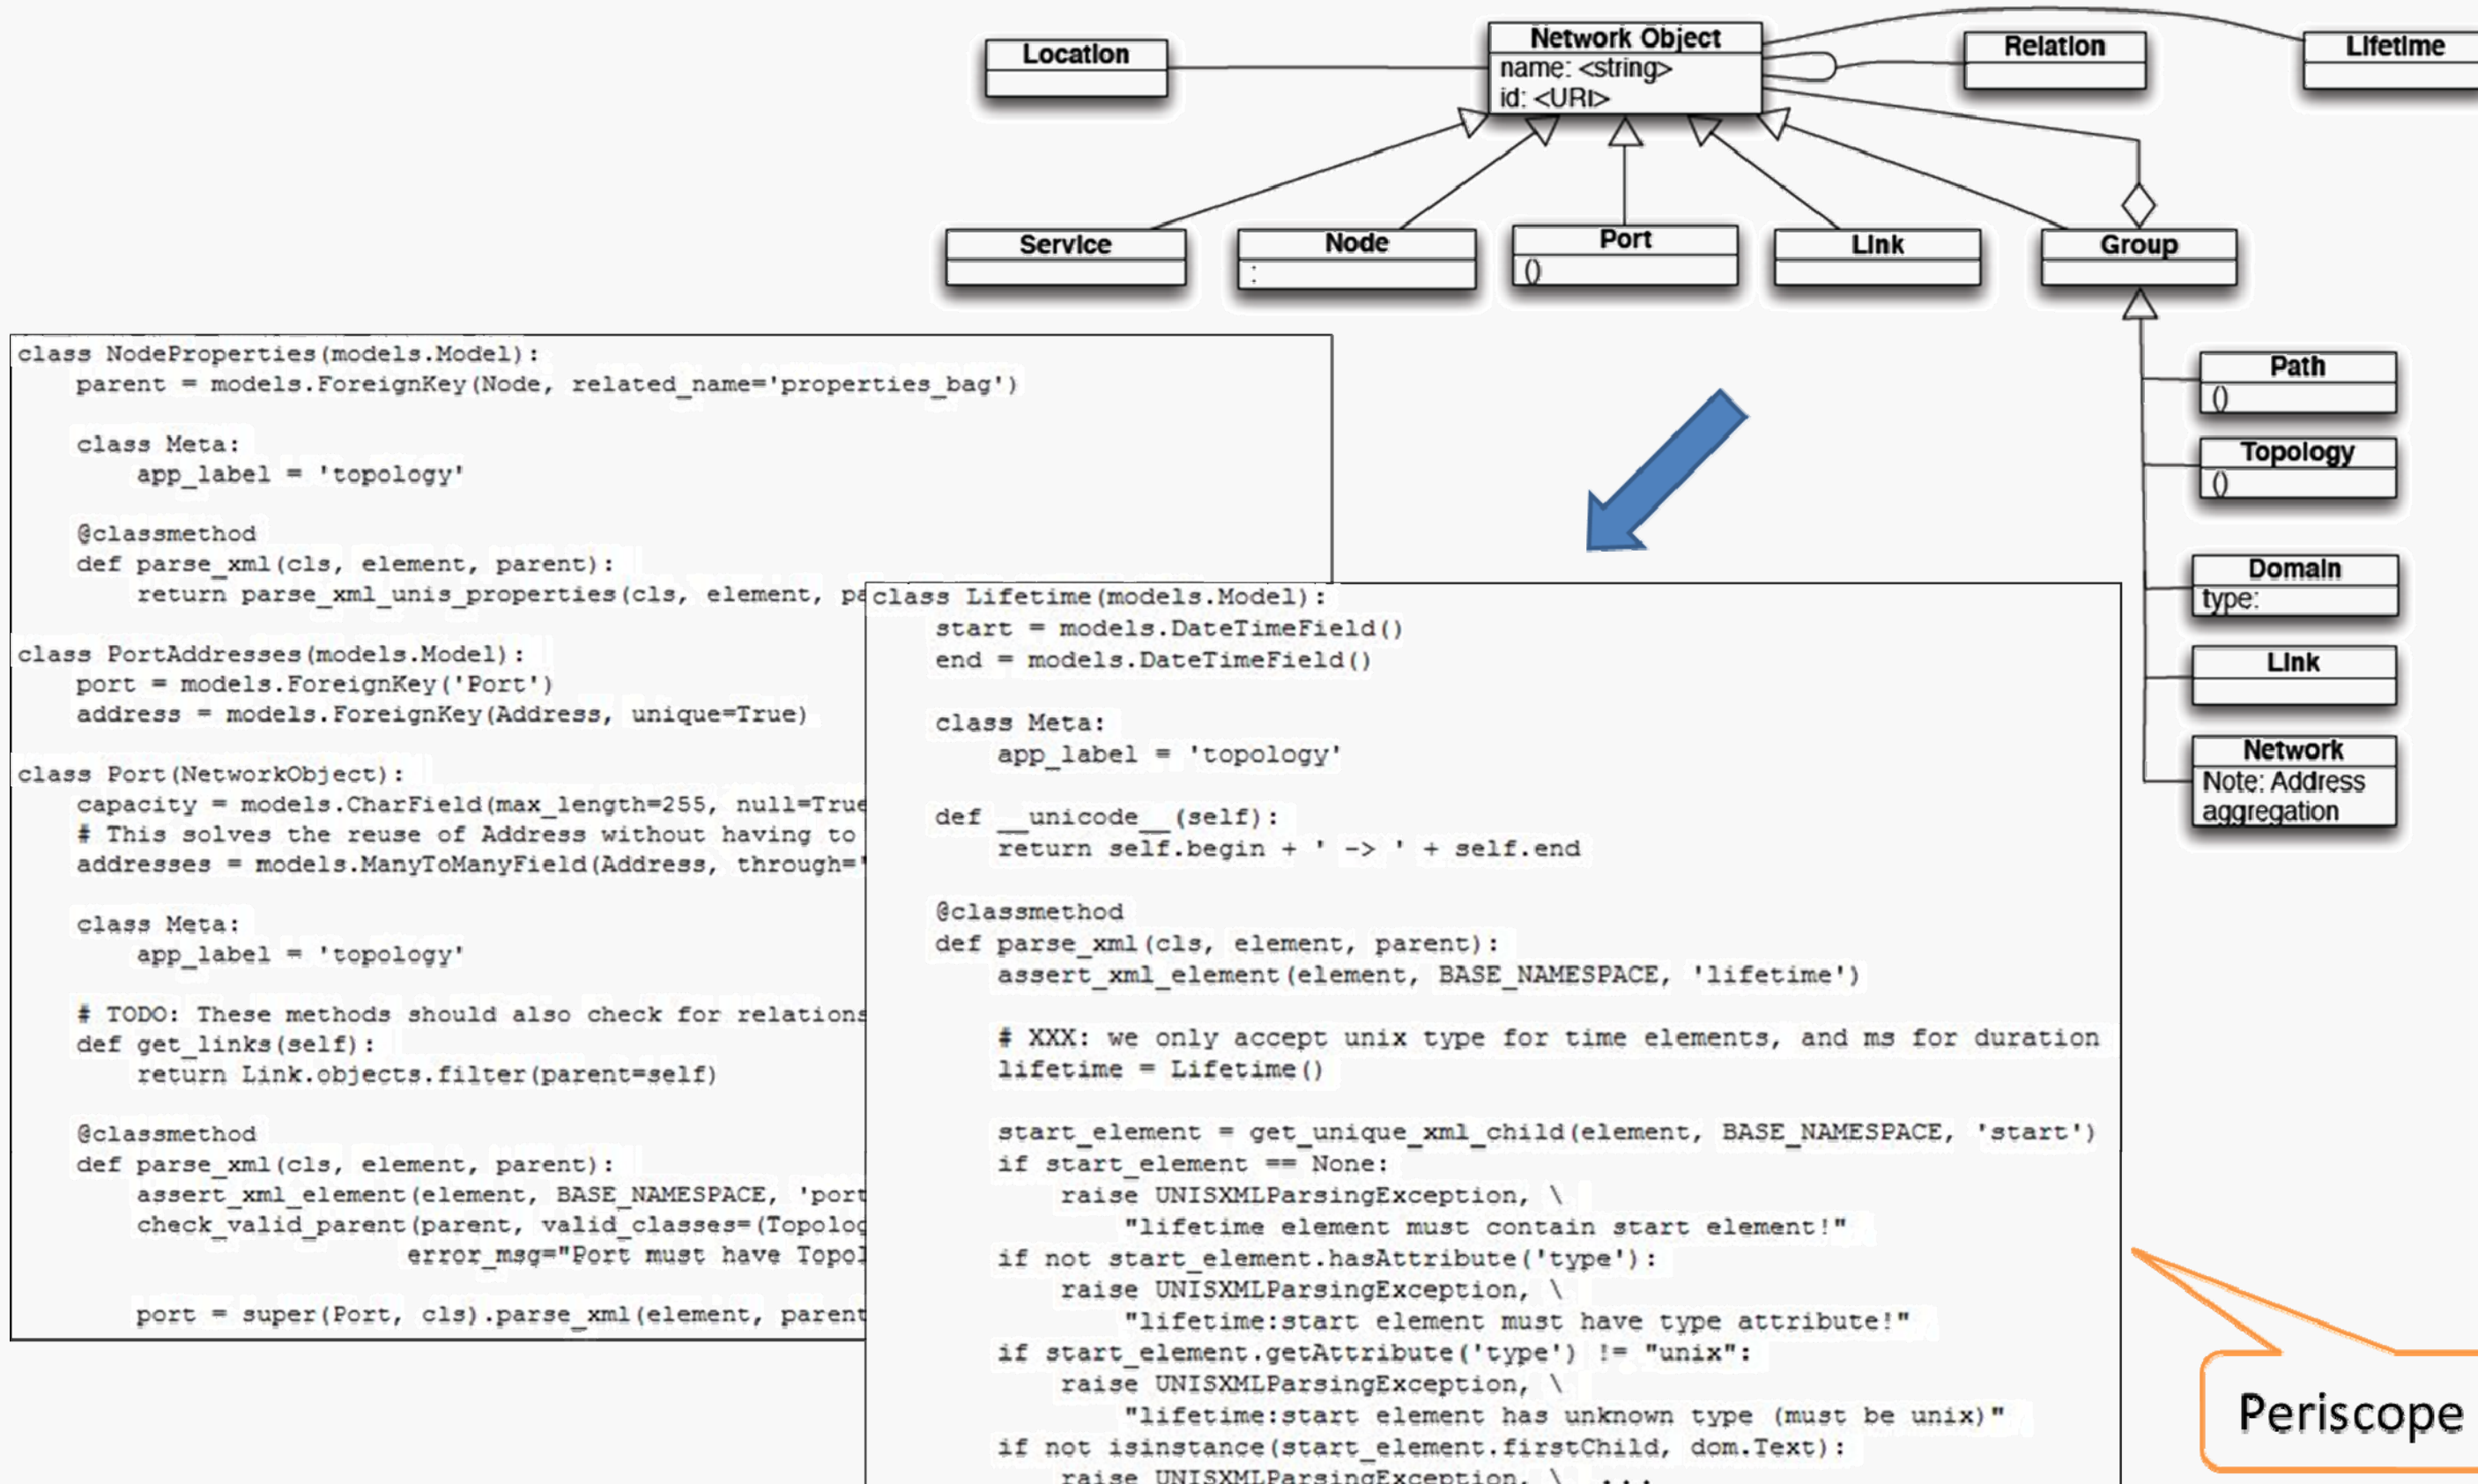 Location
Network Object
name: <string>
id: <URI>
Relation
Lifetime
Service
Node
:
Port
()
Link
Group
Path
()
Topology
()
Domain
type:
Link
Network
Note: Address
aggregation
class NodeProperties(models.Model):
    parent = models.ForeignKey(Node, related_name='properties_bag')
    class Meta:
        app_label = 'topology'
    @classmethod
    def parse_xml(cls, element, parent):
        return parse_xml_unis_properties(cls, element, pa
class PortAddresses(models.Model):
    port = models.ForeignKey('Port')
    address = models.ForeignKey(Address, unique=True)
class Port(NetworkObject):
    capacity = models.CharField(max_length=255, null=True
    # This solves the reuse of Address without having to
    addresses = models.ManyToManyField(Address, through='
    class Meta:
        app_label = 'topology'
    # TODO: These methods should also check for relations
    def get_links(self):
        return Link.objects.filter(parent=self)
    @classmethod
    def parse_xml(cls, element, parent):
        assert_xml_element(element, BASE_NAMESPACE, 'port
        check_valid_parent(parent, valid_classes=(Topolog
                          error_msg="Port must have Topol
        port = super(Port, cls).parse_xml(element, parent
class Lifetime(models.Model):
    start = models.DateTimeField()
    end = models.DateTimeField()
    class Meta:
        app_label = 'topology'
    def __unicode__(self):
        return self.begin + ' -> ' + self.end
    @classmethod
    def parse_xml(cls, element, parent):
        assert_xml_element(element, BASE_NAMESPACE, 'lifetime')
        # XXX: we only accept unix type for time elements, and ms for duration
        lifetime = Lifetime()
        start_element = get_unique_xml_child(element, BASE_NAMESPACE, 'start')
        if start_element == None:
            raise UNISXMLParsingException, \
                "lifetime element must contain start element!"
        if not start_element.hasAttribute('type'):
            raise UNISXMLParsingException, \
                "lifetime:start element must have type attribute!"
        if start_element.getAttribute('type') != "unix":
            raise UNISXMLParsingException, \
                "lifetime:start element has unknown type (must be unix)"
        if not isinstance(start_element.firstChild, dom.Text):
            raise UNISXMLParsingException, \ ...
Periscope